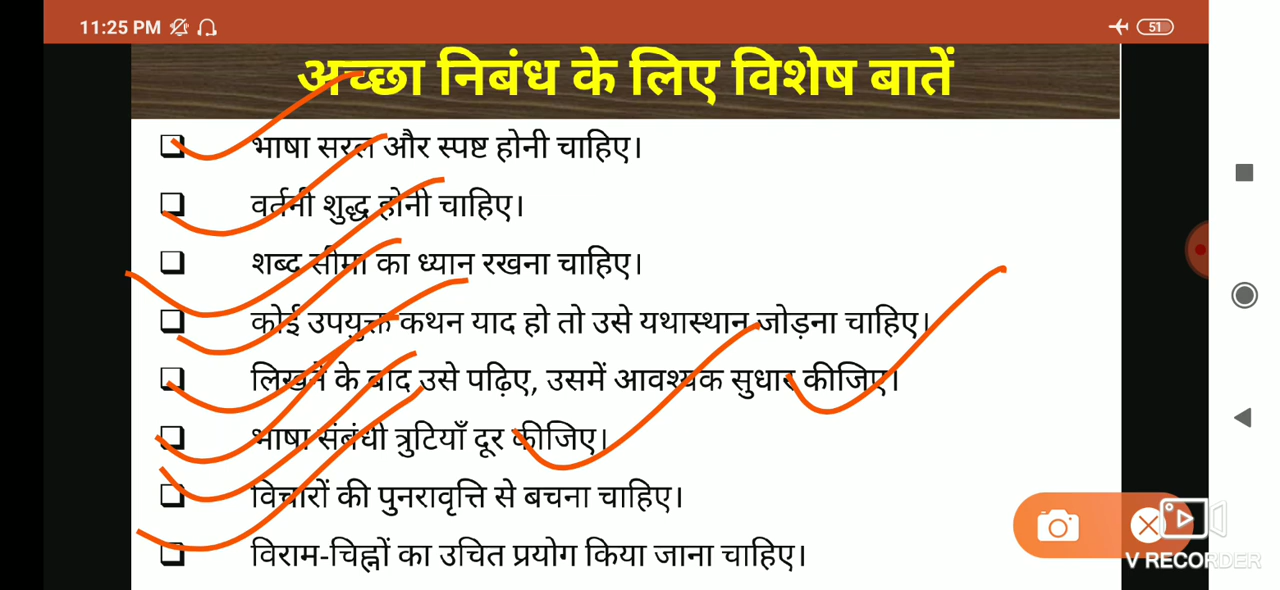 11:25 PM
51
अच्छा निबंध के लिए विशेष बातें
भाषा सरल और स्पष्ट होनी चाहिए।
वर्तनी शुद्ध होनी चाहिए।
शब्द सीमा का ध्यान रखना चाहिए।
कोई उपयुक्त कथन याद हो तो उसे यथास्थान जोड़ना चाहिए।
लिखने के बाद उसे पढ़िए, उसमें आवश्यक सुधार कीजिए।
भाषा संबंधी त्रुटियाँ दूर कीजिए।
विचारों की पुनरावृत्ति से बचना चाहिए।
विराम-चिह्नों का उचित प्रयोग किया जाना चाहिए।
V RECORDER